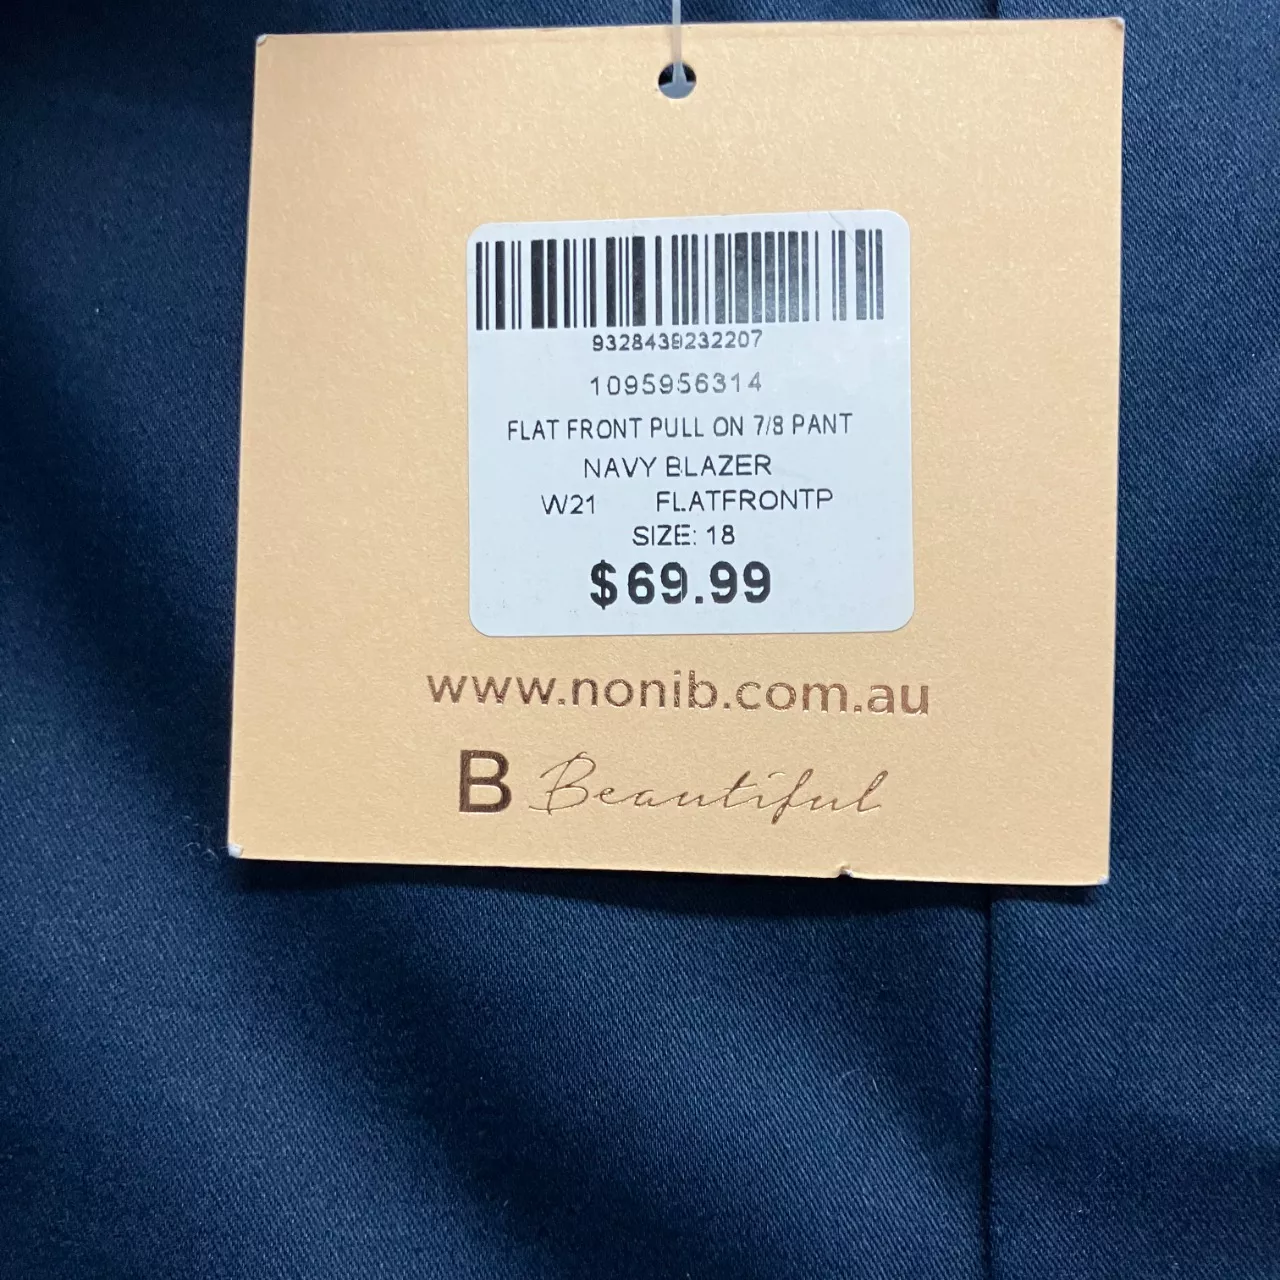 9328439232207
1095956314
FLAT FRONT PULL ON 7/8 PANT
NAVY BLAZER
W21 FLATFRONTP
SIZE: 18
$69.99
www.nonib.com.au
B Beautiful